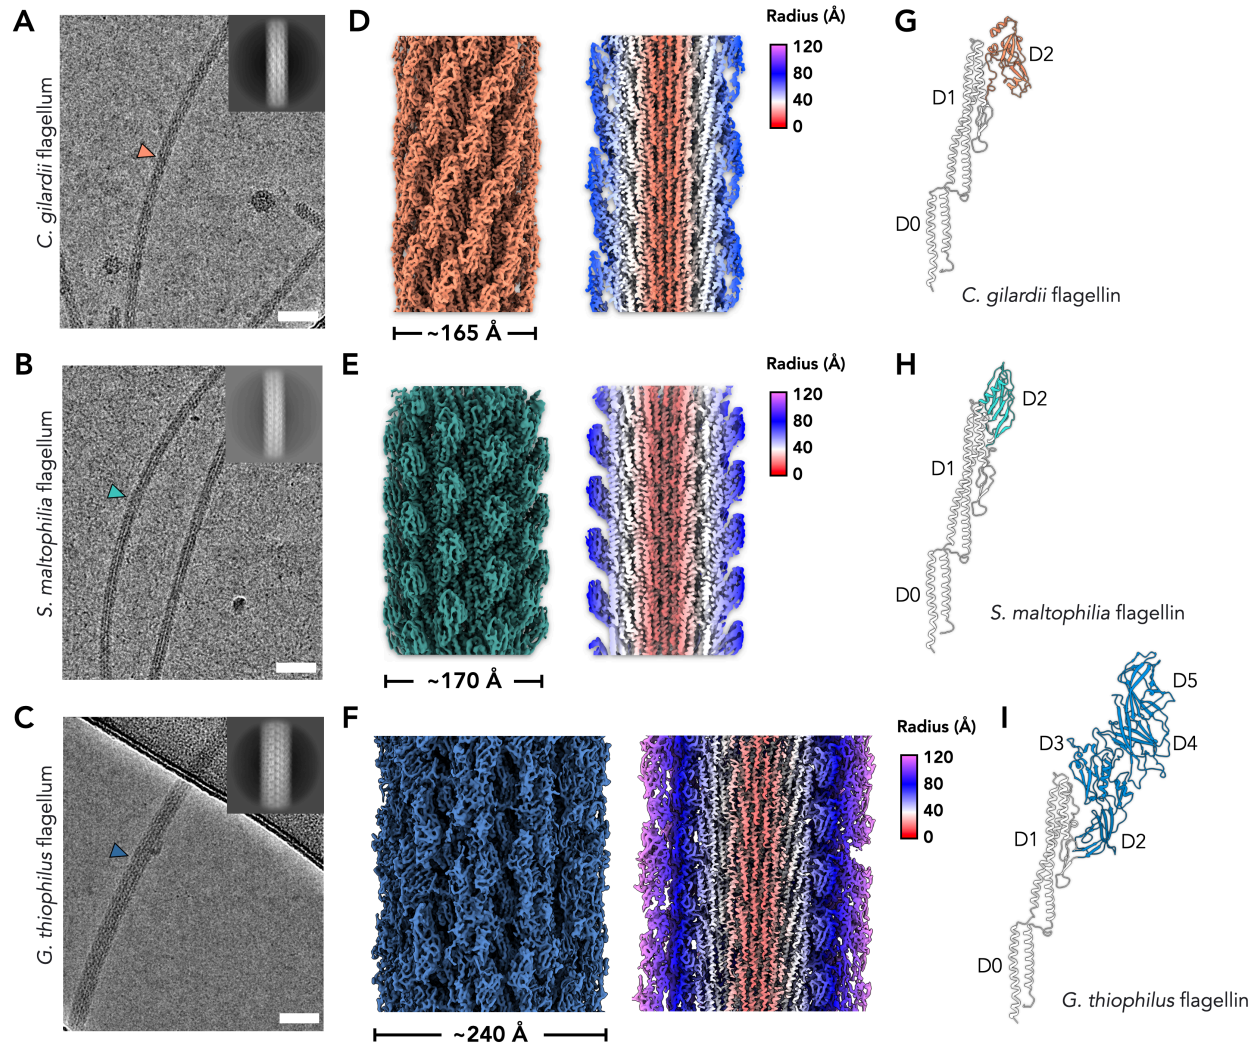 A
C. gilardii flagellum
D
~165 Å
Radius (Å)
120
80
40
0
G
D2
D1
D0
C. gilardii flagellin
B
S. maltophilia flagellum
E
~170 Å
Radius (Å)
120
80
40
0
H
D2
D1
D0
S. maltophilia flagellin
C
G. thiophilus flagellum
F
~240 Å
Radius (Å)
120
80
40
0
I
D5
D3
D4
D1
D2
D0
G. thiophilus flagellin